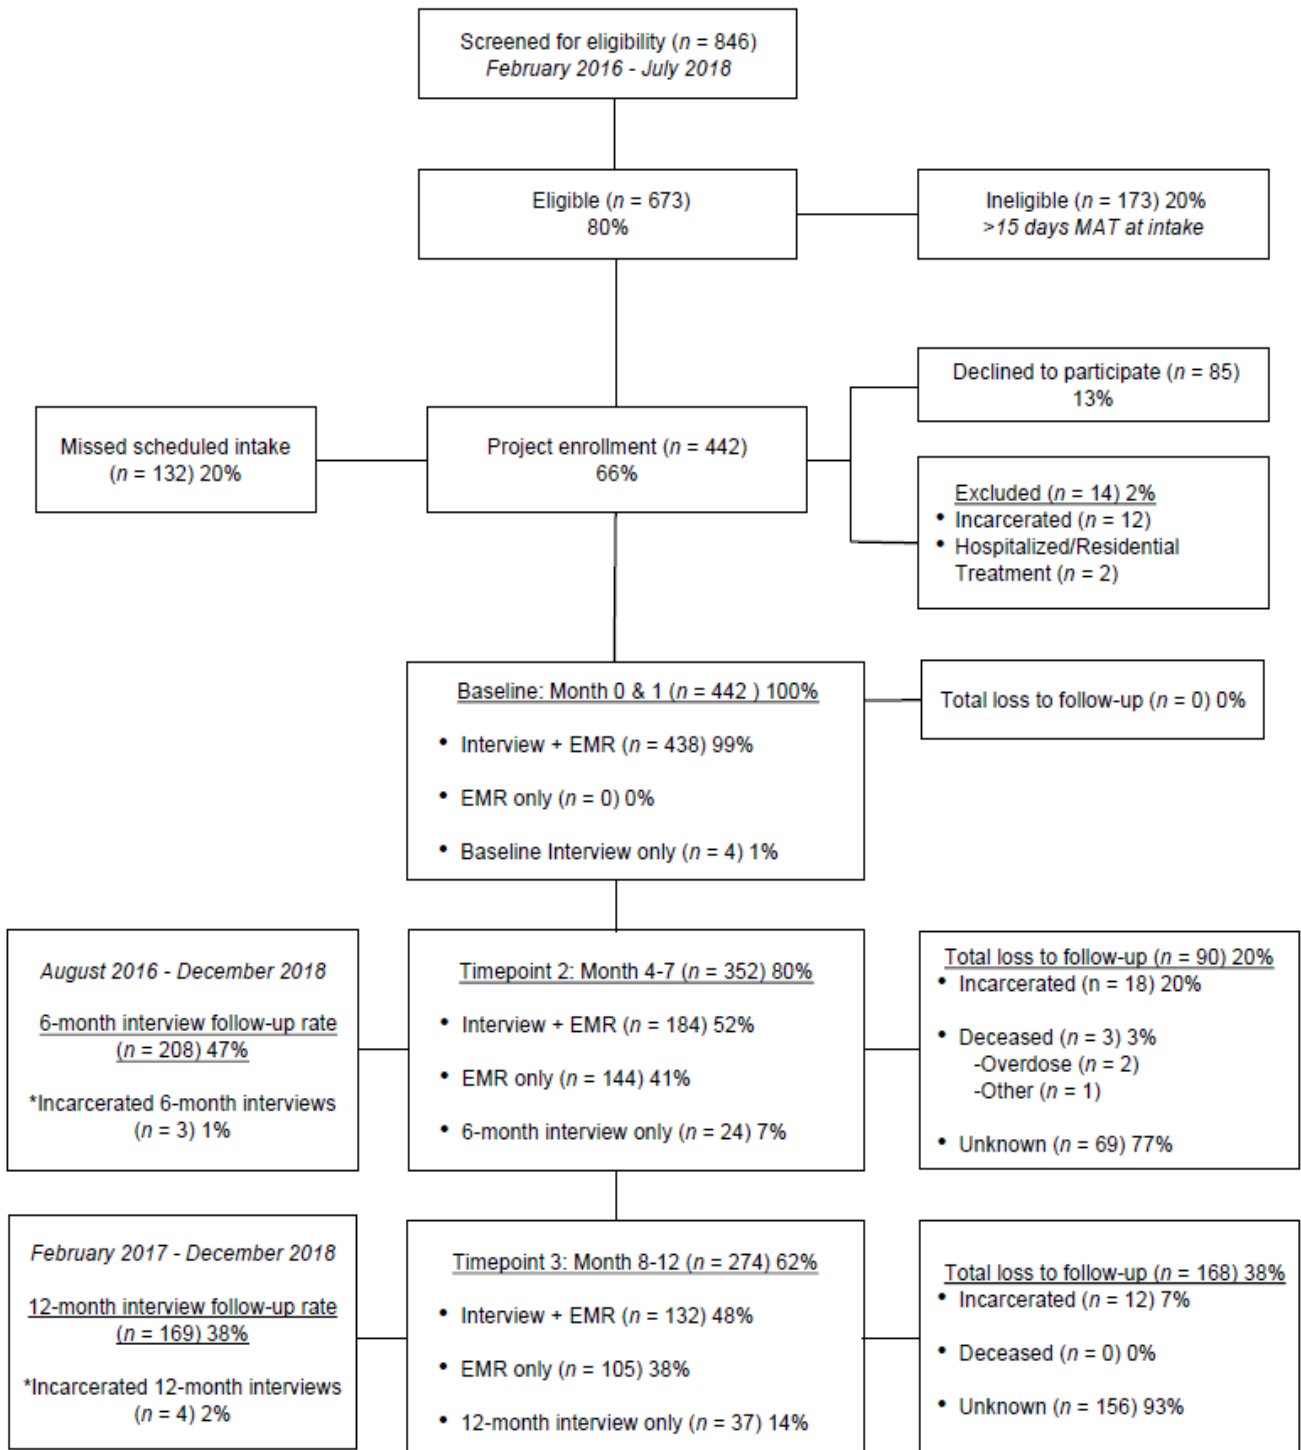 Screened for eligibility (n = 846)
February 2016 - July 2018
Eligible (n = 673)
80%
Ineligible (n = 173) 20%
>15 days MAT at intake
Declined to participate (n = 85)
13%
Missed scheduled intake
(n = 132) 20%
Project enrollment (n = 442)
66%
Excluded (n = 14) 2%
• Incarcerated (n = 12)
• Hospitalized/Residential
Treatment (n = 2)
Baseline: Month 0 & 1 (n = 442 ) 100%
• Interview + EMR (n = 438) 99%
• EMR only (n = 0) 0%
• Baseline Interview only (n = 4) 1%
Total loss to follow-up (n = 0) 0%
August 2016 - December 2018
6-month interview follow-up rate
(n = 208) 47%
*Incarcerated 6-month interviews
(n = 3) 1%
Timepoint 2: Month 4-7 (n = 352) 80%
• Interview + EMR (n = 184) 52%
• EMR only (n = 144) 41%
• 6-month interview only (n = 24) 7%
Total loss to follow-up (n = 90) 20%
• Incarcerated (n = 18) 20%
• Deceased (n = 3) 3%
-Overdose (n = 2)
-Other (n = 1)
• Unknown (n = 69) 77%
February 2017 - December 2018
12-month interview follow-up rate
(n = 169) 38%
*Incarcerated 12-month interviews
(n = 4) 2%
Timepoint 3: Month 8-12 (n = 274) 62%
• Interview + EMR (n = 132) 48%
• EMR only (n = 105) 38%
• 12-month interview only (n = 37) 14%
Total loss to follow-up (n = 168) 38%
• Incarcerated (n = 12) 7%
• Deceased (n = 0) 0%
• Unknown (n = 156) 93%